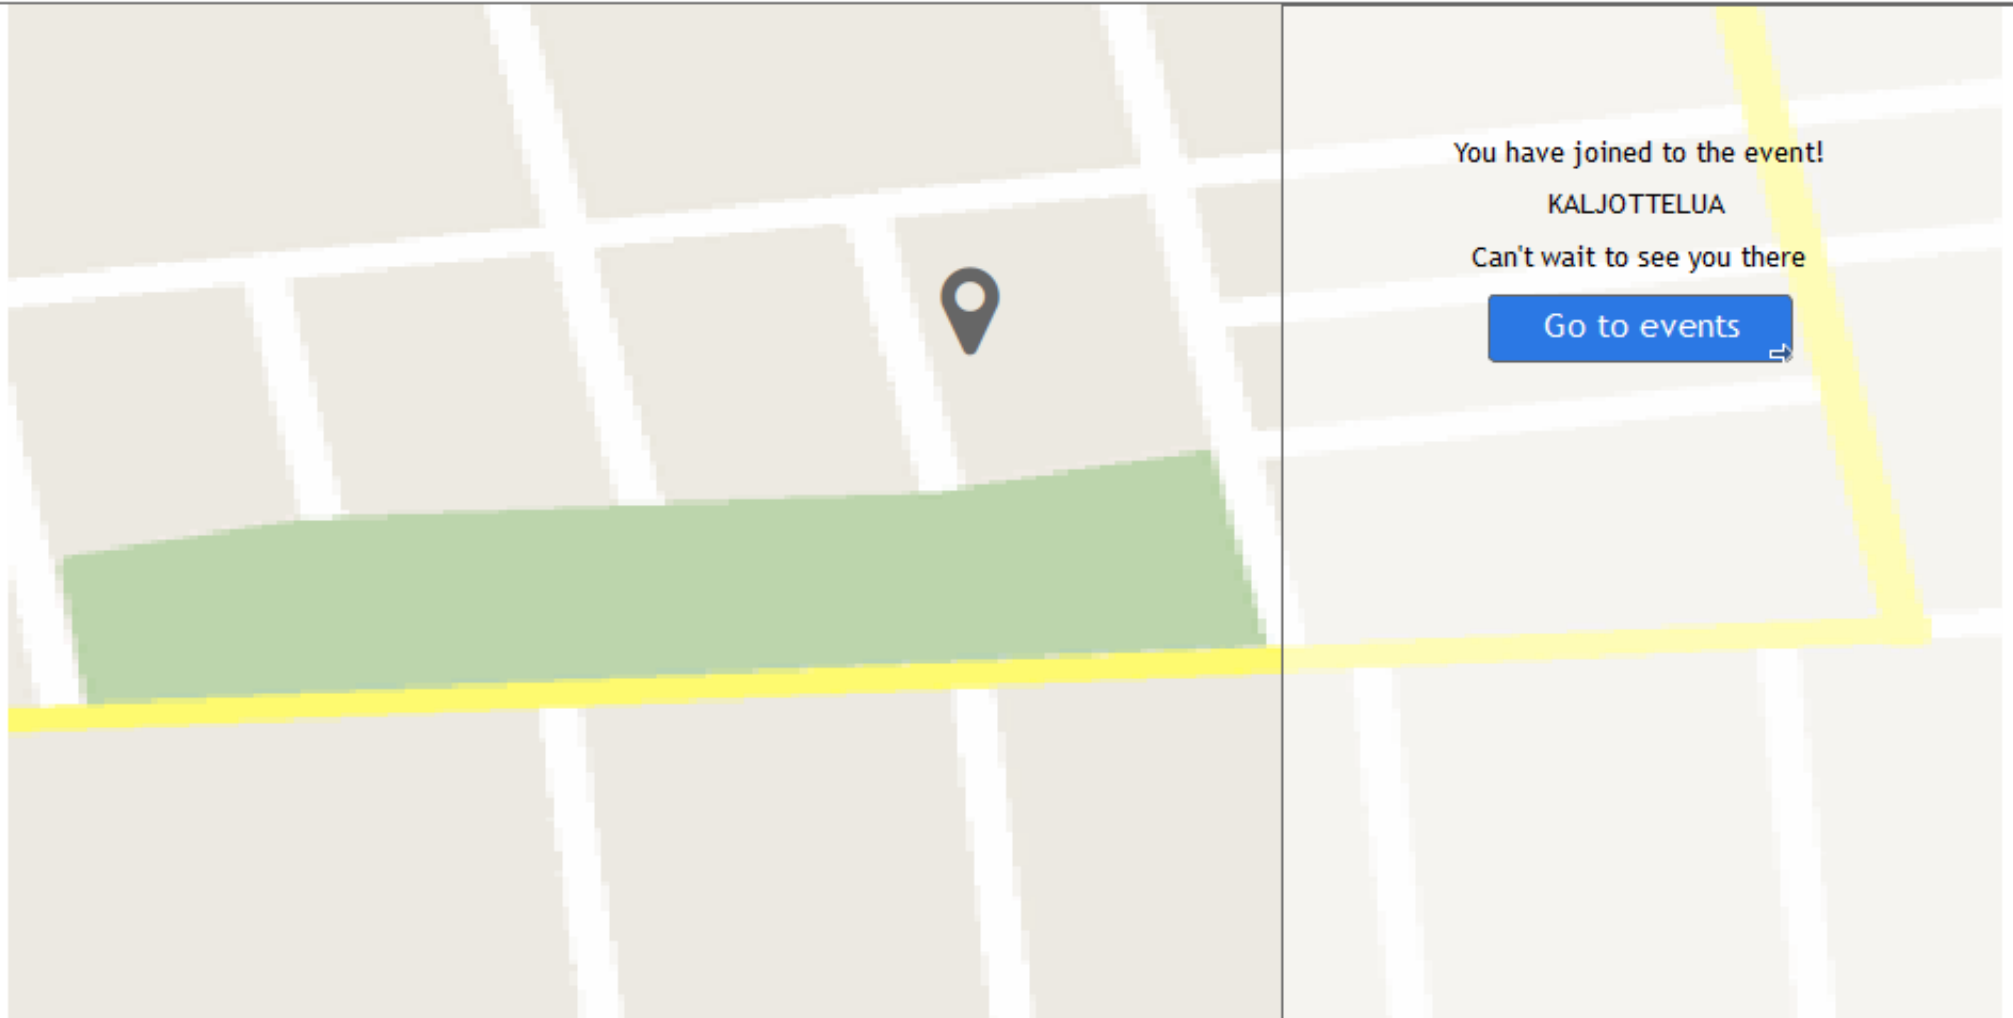 You have joined to the event!
KALJOTTELUA
Can't wait to see you there
Go to events